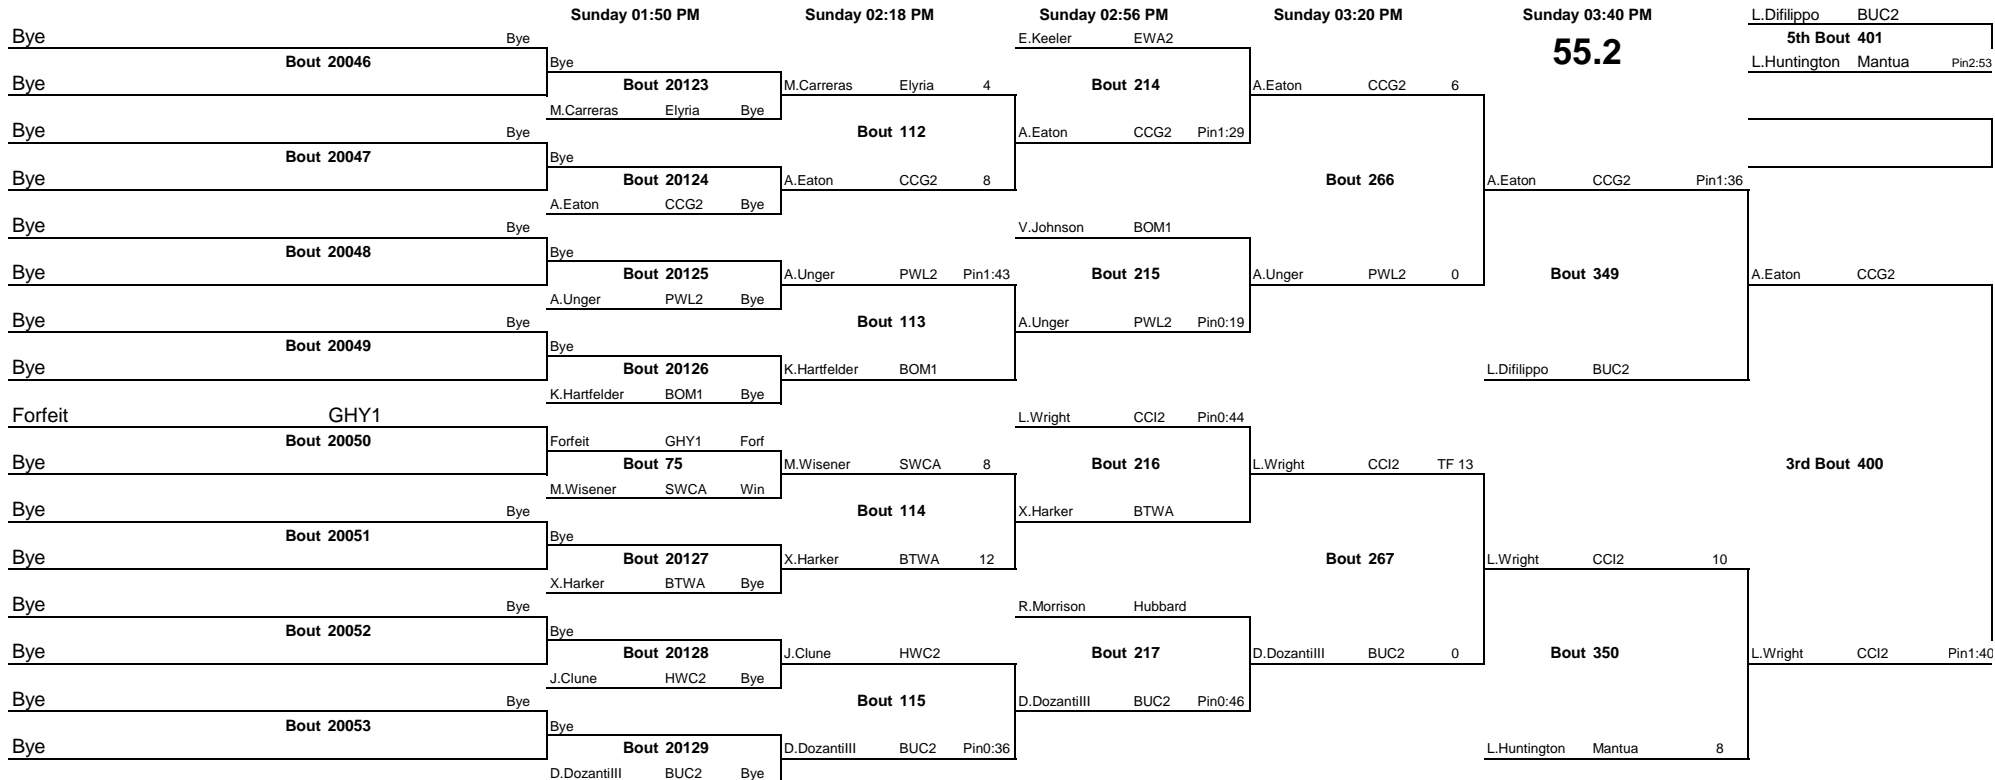 Sunday 01:50 PM Sunday 02:18 PM Sunday 02:56 PM Sunday 03:20 PM Sunday 03:40 PM L.Difilippo BUC2
Bye Bye E.Keeler EWA2 5th Bout 401
55.2
Bout 20046 Bye L.Huntington Mantua Pin2:53
Bye Bout 20123 M.Carreras Elyria 4 Bout 214 A.Eaton CCG2 6
M.Carreras Elyria Bye
Bye Bye Bout 112 A.Eaton CCG2 Pin1:29
Bout 20047 Bye
Bye Bout 20124 A.Eaton CCG2 8 Bout 266 A.Eaton CCG2 Pin1:36
A.Eaton CCG2 Bye
Bye Bye V.Johnson BOM1
Bout 20048 Bye
Bye Bout 20125 A.Unger PWL2 Pin1:43 Bout 215 A.Unger PWL2 0 Bout 349 A.Eaton CCG2
A.Unger PWL2 Bye
Bye Bye Bout 113 A.Unger PWL2 Pin0:19
Bout 20049 Bye
Bye Bout 20126 K.Hartfelder BOM1 L.Difilippo BUC2
K.Hartfelder BOM1 Bye
Forfeit GHY1 L.Wright CCI2 Pin0:44
Bout 20050 Forfeit GHY1 Forf
Bye Bout 75 M.Wisener SWCA 8 Bout 216 L.Wright CCI2 TF 13 3rd Bout 400
M.Wisener SWCA Win
Bye Bye Bout 114 X.Harker BTWA
Bout 20051 Bye
Bye Bout 20127 X.Harker BTWA 12 Bout 267 L.Wright CCI2 10
X.Harker BTWA Bye
Bye Bye R.Morrison Hubbard
Bout 20052 Bye
Bye Bout 20128 J.Clune HWC2 Bout 217 D.DozantiIII BUC2 0 Bout 350 L.Wright CCI2 Pin1:40
J.Clune HWC2 Bye
Bye Bye Bout 115 D.DozantiIII BUC2 Pin0:46
Bout 20053 Bye
Bye Bout 20129 D.DozantiIII BUC2 Pin0:36 L.Huntington Mantua 8
D.DozantiIII BUC2 Bye